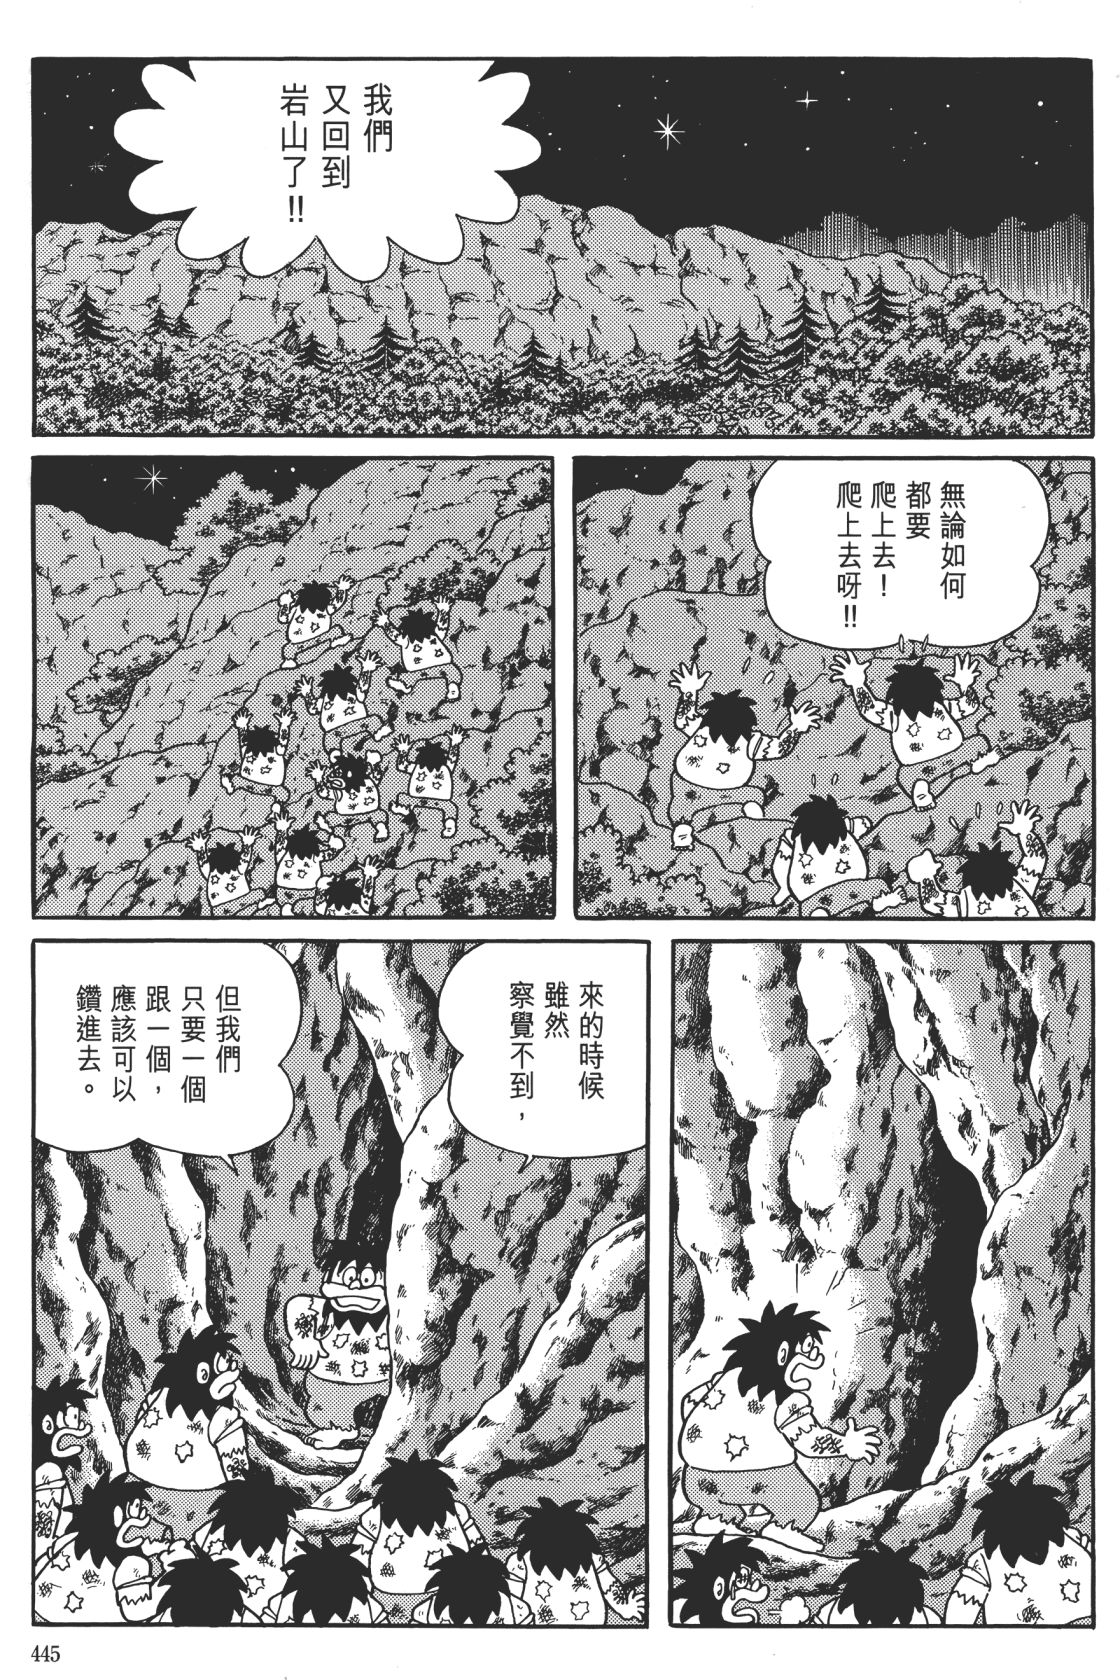 我們
又回到
岩山了!!
無論如何
都要
爬上去!
爬上去呀!!
來的時候
雖然
察覺不到，
但我們
只要一個
跟一個，
應該可以
鑽進去。
445